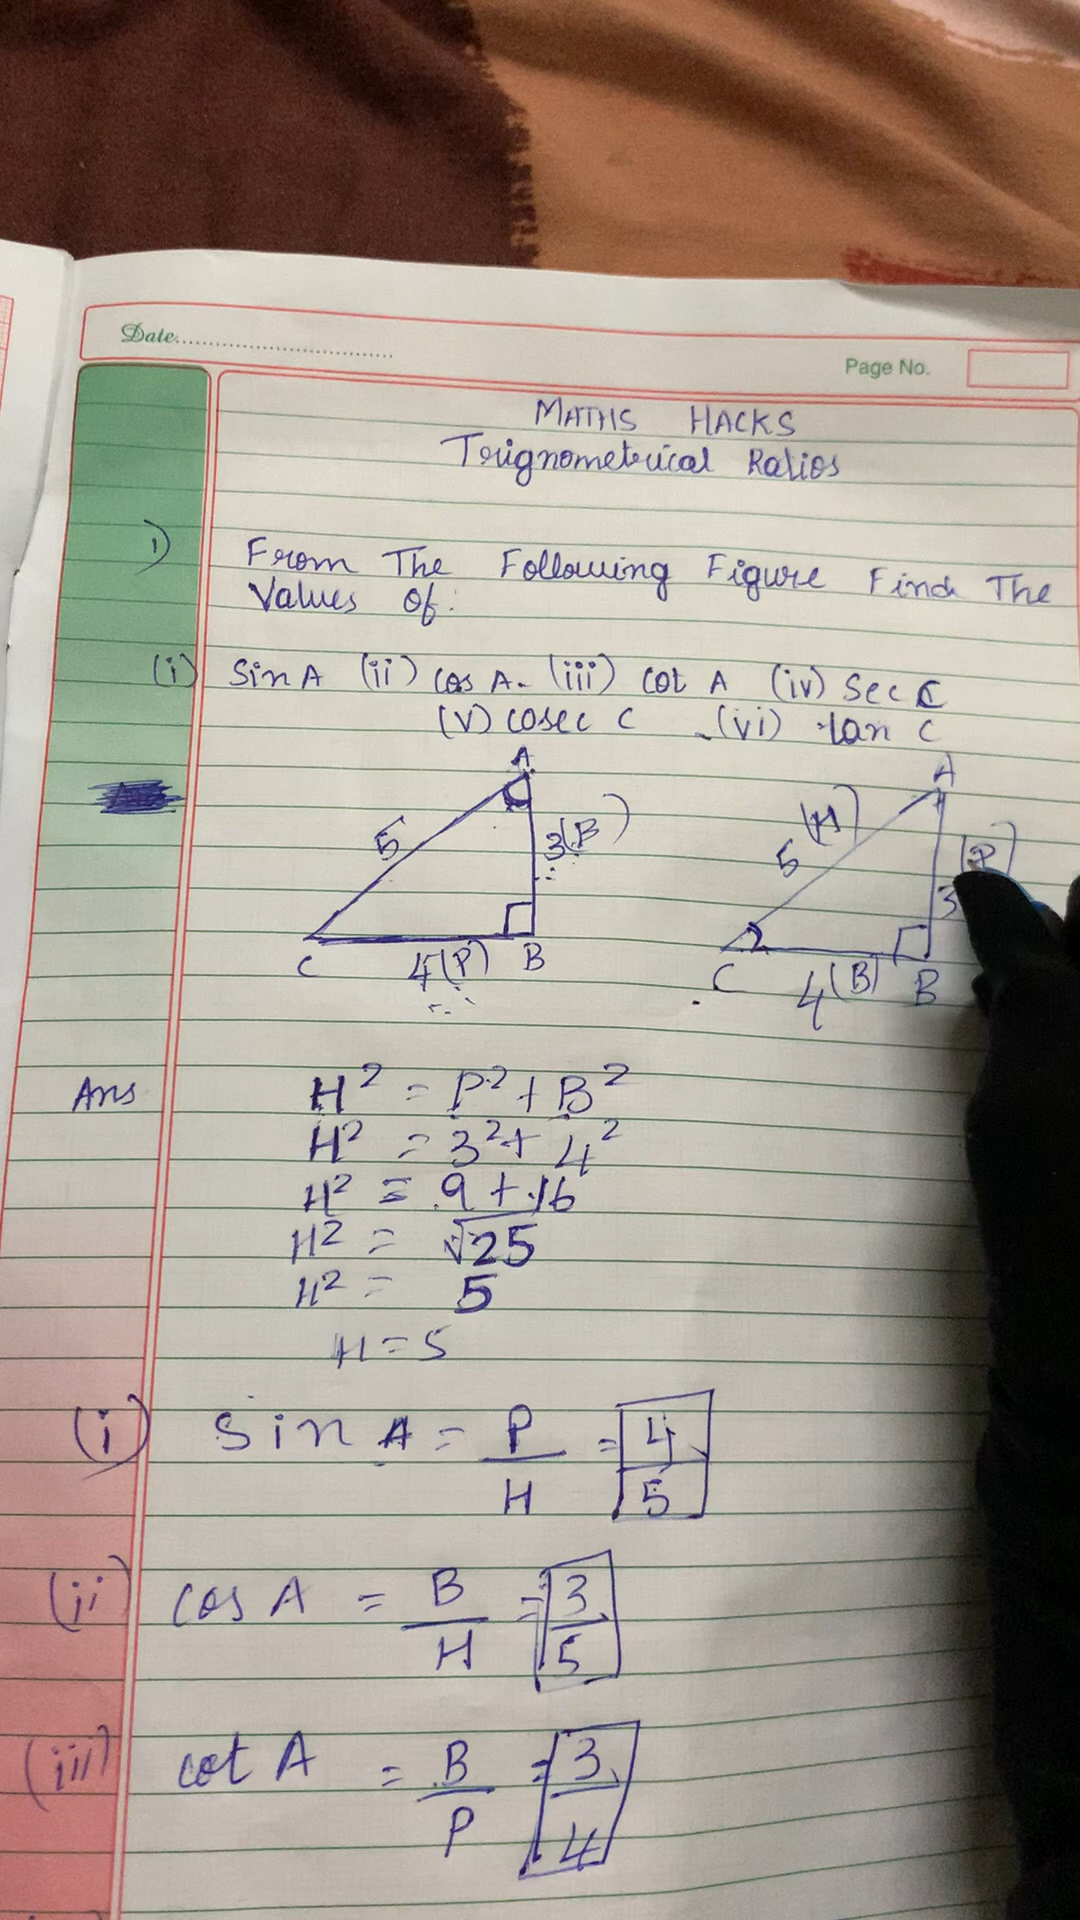 Date
Page No.
MATHS HACKS
Trignometrical Ratios
1) From The Following Figure Find The
Values Of:
(i) Sin A (ii) cos A. (iii) cot A (iv) Sec C
(v) cosec C (vi) tan C
A
5
3(B)
C
4(P)
B
A
5
(H)
(P)
3
C
4(B)
B
Ans H² = P² + B²
H² = 3² + 4²
H² = 9 + 16
H² = √25
H² = 5
H = 5
(i) Sin A = P/H = 4/5
(ii) cos A = B/H = 3/5
(iii) cot A = B/P = 3/4